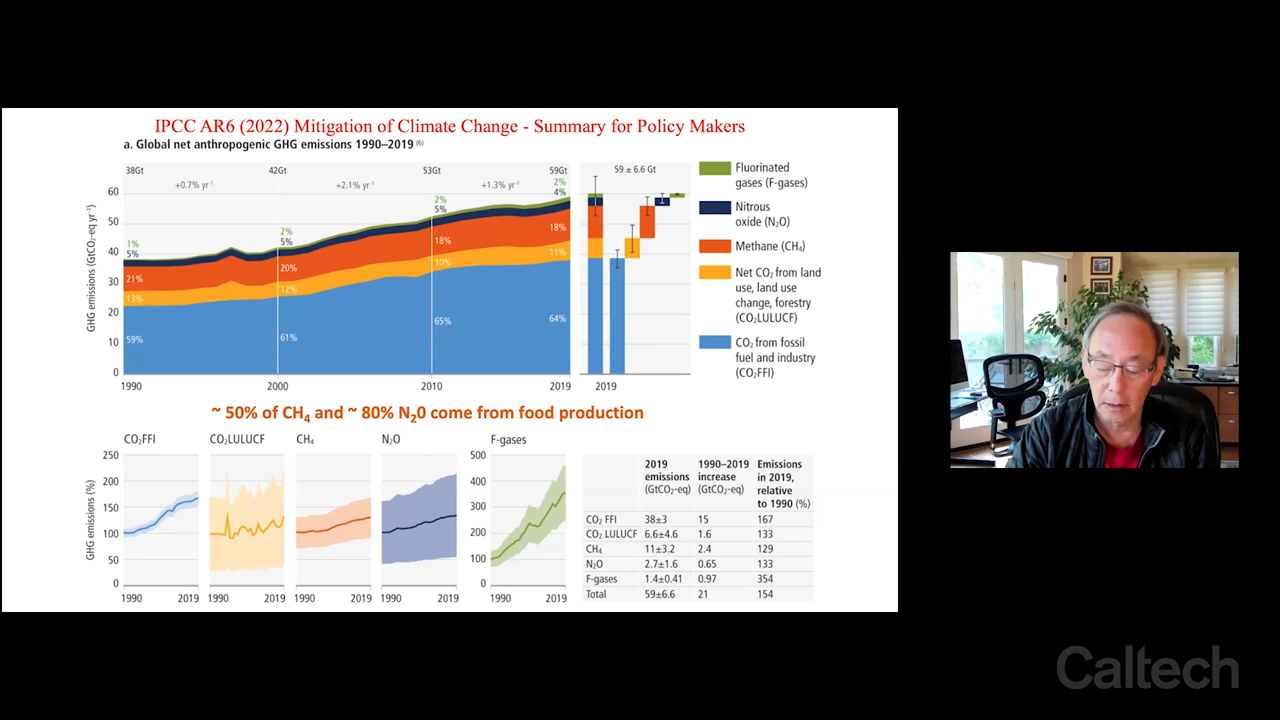 IPCC AR6 (2022) Mitigation of Climate Change - Summary for Policy Makers
a. Global net anthropogenic GHG emissions 1990–2019 (6)
38Gt
42Gt
53Gt
59Gt
59 ± 6.6 Gt
+0.7% yr⁻¹
+2.1% yr⁻¹
+1.3% yr⁻¹
GHG emissions (GtCO₂-eq yr⁻¹)
60
50
40
30
20
10
0
1%
5%
21%
13%
59%
2%
5%
20%
12%
61%
2%
5%
18%
10%
65%
2%
4%
18%
11%
64%
1990
2000
2010
2019
2019
Fluorinated
gases (F-gases)
Nitrous
oxide (N₂O)
Methane (CH₄)
Net CO₂ from land
use, land use
change, forestry
(CO₂LULUCF)
CO₂ from fossil
fuel and industry
(CO₂FFI)
~ 50% of CH₄ and ~ 80% N₂0 come from food production
CO₂FFI
CO₂LULUCF
CH₄
N₂O
F-gases
GHG emissions (%)
250
200
150
100
50
0
500
400
300
200
100
0
1990 2019
1990 2019
1990 2019
1990 2019
1990 2019
2019 emissions (GtCO₂-eq) 1990–2019 increase (GtCO₂-eq) Emissions in 2019, relative to 1990 (%)
CO₂ FFI 38±3 15 167
CO₂ LULUCF 6.6±4.6 1.6 133
CH₄ 11±3.2 2.4 129
N₂O 2.7±1.6 0.65 133
F-gases 1.4±0.41 0.97 354
Total 59±6.6 21 154
Caltech